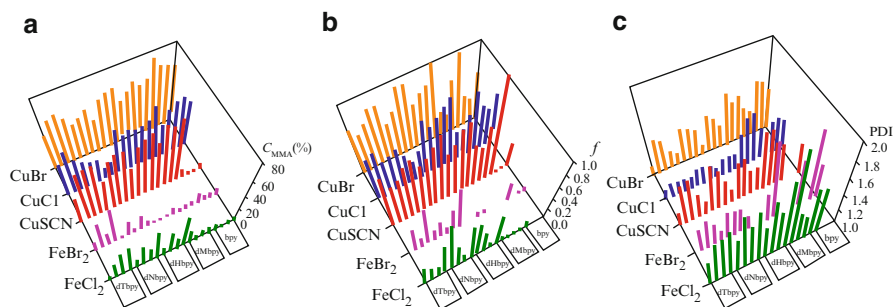 a
C_MMA(%)
80
60
40
20
0
CuBr
CuC1
CuSCN
FeBr₂
FeCl₂
dTbpy
dNbpy
dHbpy
dMbpy
bpy
b
f
1.0
0.8
0.6
0.4
0.2
0.0
CuBr
CuC1
CuSCN
FeBr₂
FeCl₂
dTbpy
dNbpy
dHbpy
dMbpy
bpy
c
PDI
2.0
1.8
1.6
1.4
1.2
1.0
CuBr
CuC1
CuSCN
FeBr₂
FeCl₂
dTbpy
dNbpy
dHbpy
dMbpy
bpy